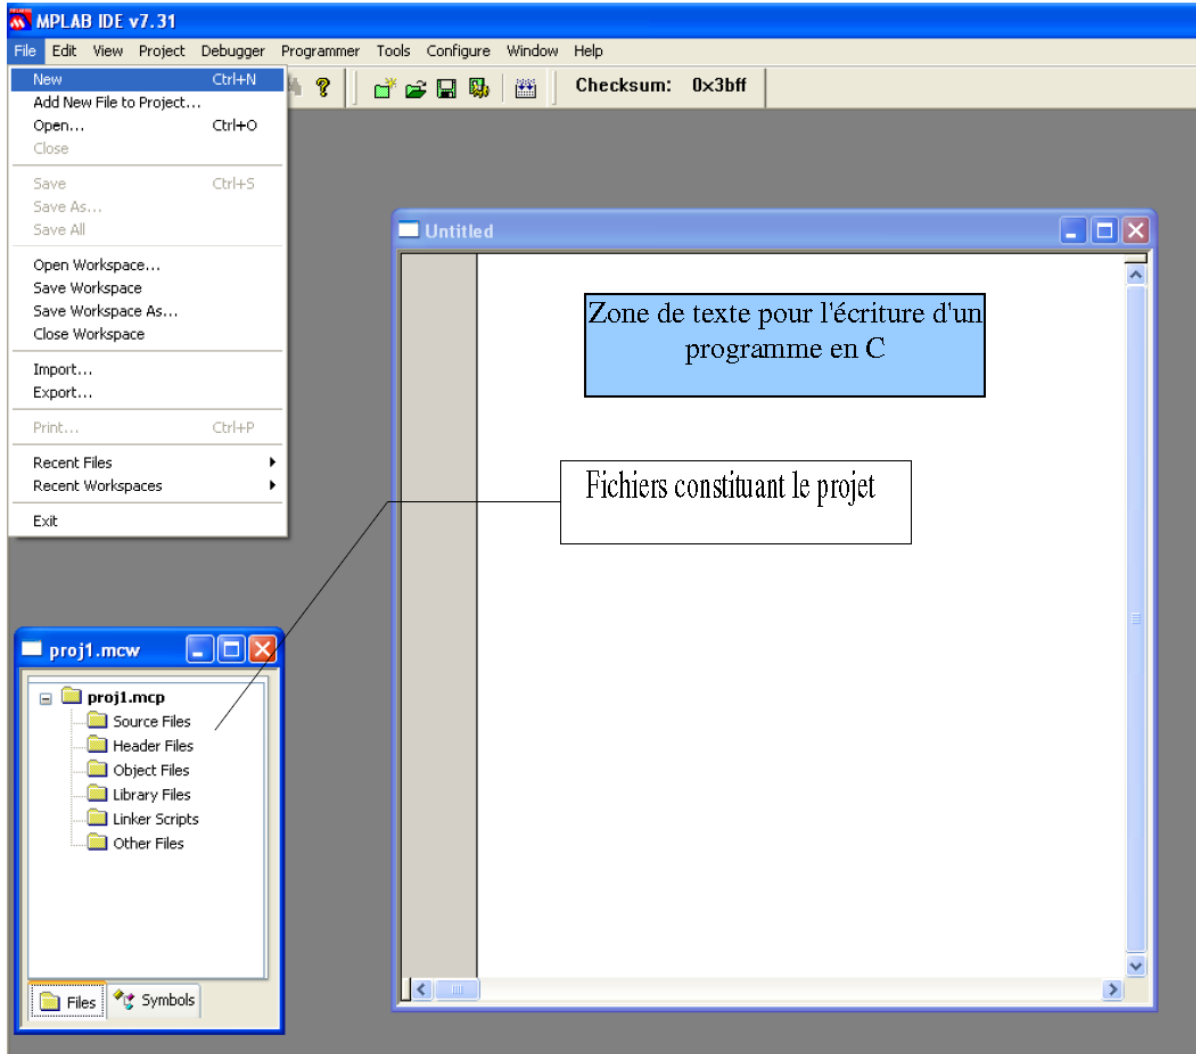 MPLAB IDE v7.31
File Edit View Project Debugger Programmer Tools Configure Window Help
Checksum: 0x3bff
New Ctrl+N
Add New File to Project...
Open... Ctrl+O
Close
Save Ctrl+S
Save As...
Save All
Open Workspace...
Save Workspace
Save Workspace As...
Close Workspace
Import...
Export...
Print... Ctrl+P
Recent Files
Recent Workspaces
Exit
Untitled
Zone de texte pour l'écriture d'un
programme en C
Fichiers constituant le projet
proj1.mcw
proj1.mcp
Source Files
Header Files
Object Files
Library Files
Linker Scripts
Other Files
Files Symbols